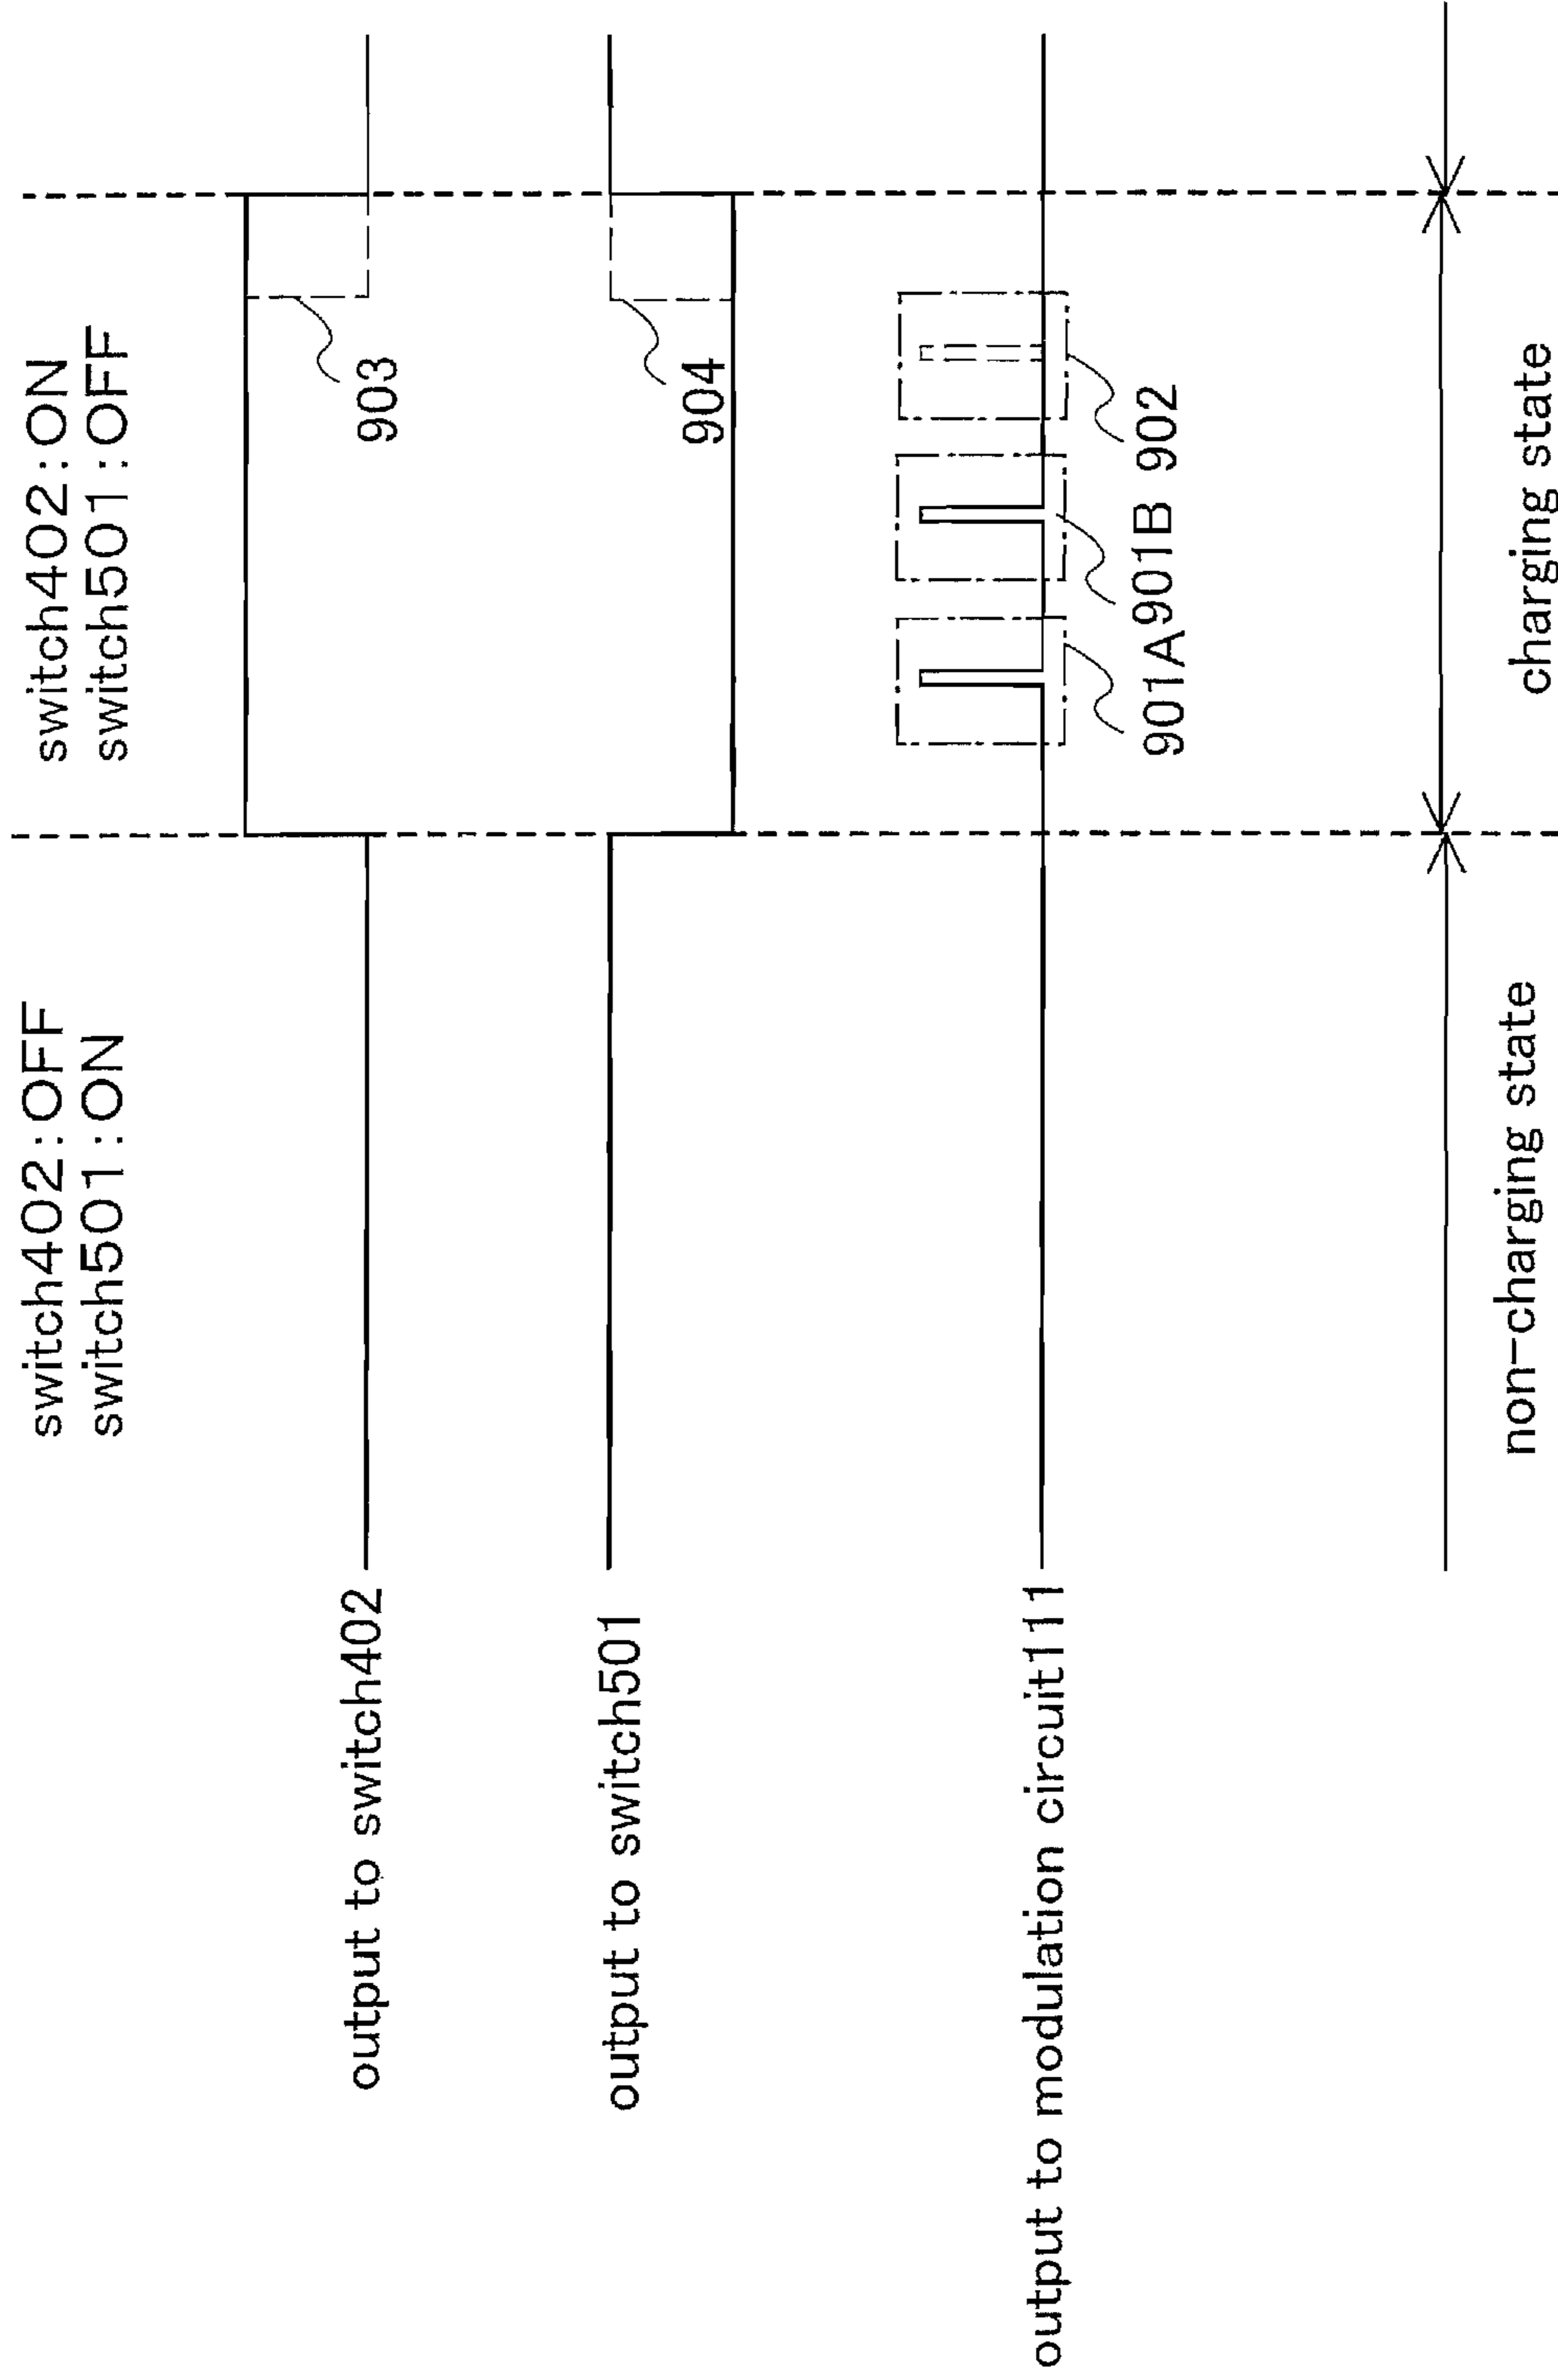 switch402:OFF
switch501:ON
switch402:ON
switch501:OFF
output to switch402
903
output to switch501
904
output to modulation circuit111
901A
901B
902
non-charging state
charging state